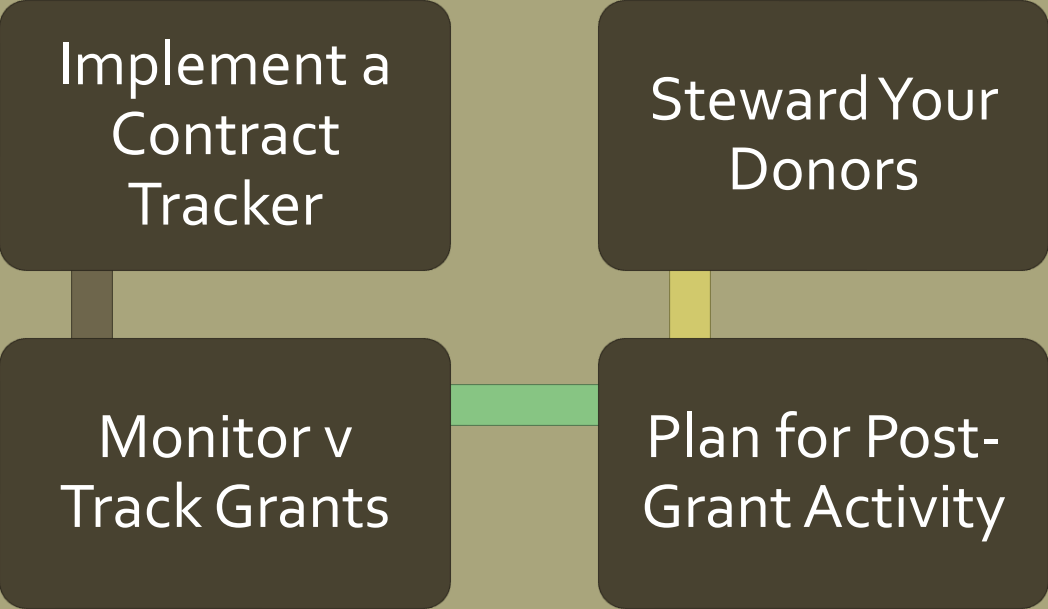 Implement a
Contract
Tracker
Monitor v
Track Grants
Plan for Post-
Grant Activity
Steward Your
Donors